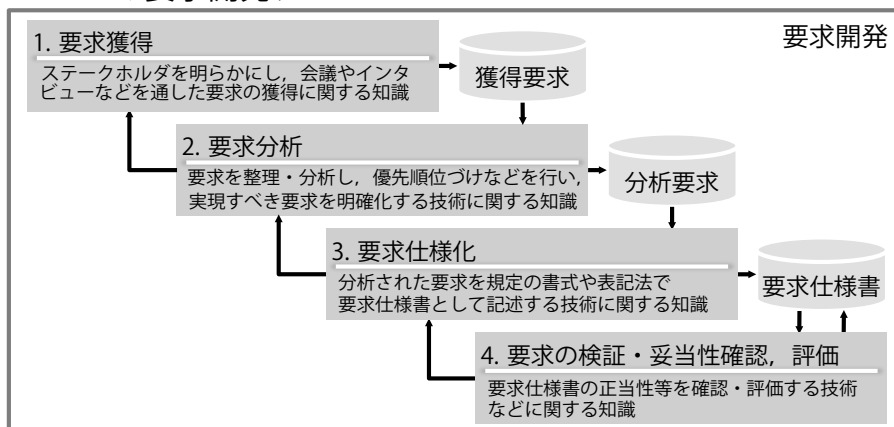 要求開発
1. 要求獲得
ステークホルダを明らかにし，会議やインタ
ビューなどを通した要求の獲得に関する知識
獲得要求
2. 要求分析
要求を整理・分析し，優先順位づけなどを行い，
実現すべき要求を明確化する技術に関する知識
分析要求
3. 要求仕様化
分析された要求を規定の書式や表記法で
要求仕様書として記述する技術に関する知識
要求仕様書
4. 要求の検証・妥当性確認，評価
要求仕様書の正当性等を確認・評価する技術
などに関する知識